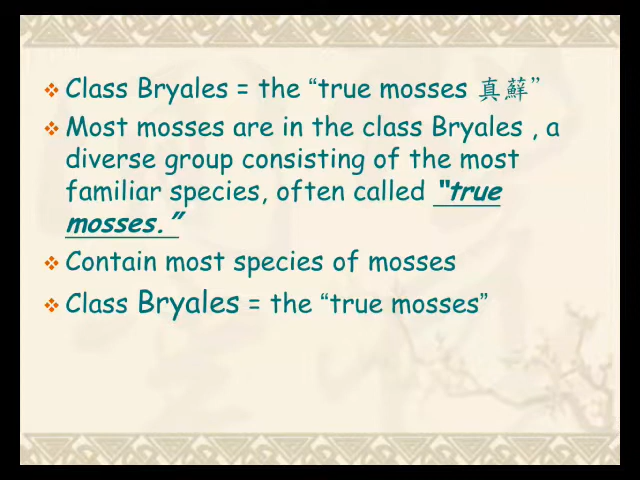 Class Bryales = the “true mosses 真蘚”
Most mosses are in the class Bryales , a
diverse group consisting of the most
familiar species, often called “true
mosses.”
Contain most species of mosses
Class Bryales = the “true mosses”